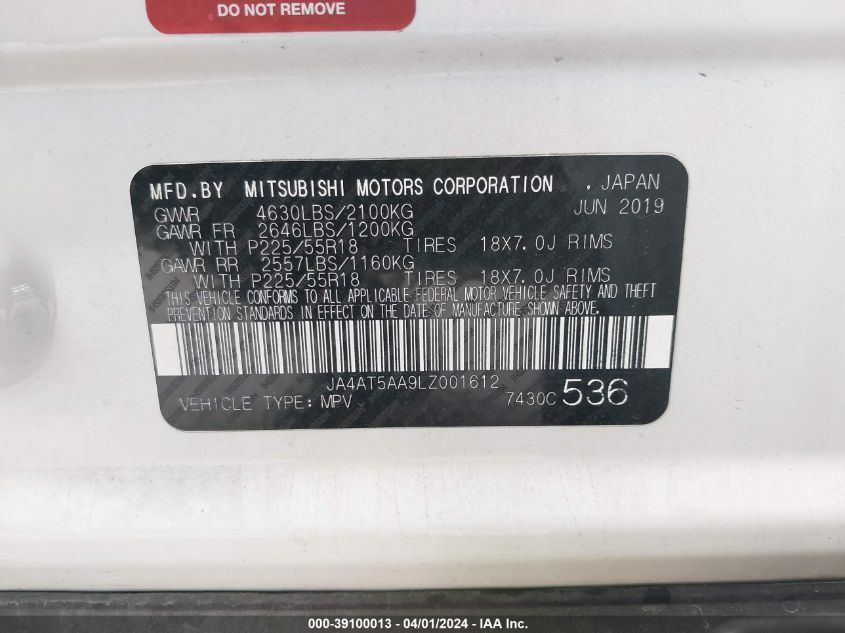 DO NOT REMOVE
MFD.BY MITSUBISHI MOTORS CORPORATION , JAPAN
GVWR 4630LBS/2100KG JUN 2019
GAWR FR 2646LBS/1200KG
WITH P225/55R18 TIRES 18X7.0J RIMS
GAWR RR 2557LBS/1160KG
WITH P225/55R18 TIRES 18X7.0J RIMS
THIS VEHICLE CONFORMS TO ALL APPLICABLE FEDERAL MOTOR VEHICLE SAFETY AND THEFT
PREVENTION STANDARDS IN EFFECT ON THE DATE OF MANUFACTURE SHOWN ABOVE.
JA4AT5AA9LZ001612
VEHICLE TYPE: MPV 7430C 536
000-39100013 - 04/01/2024 - IAA Inc.